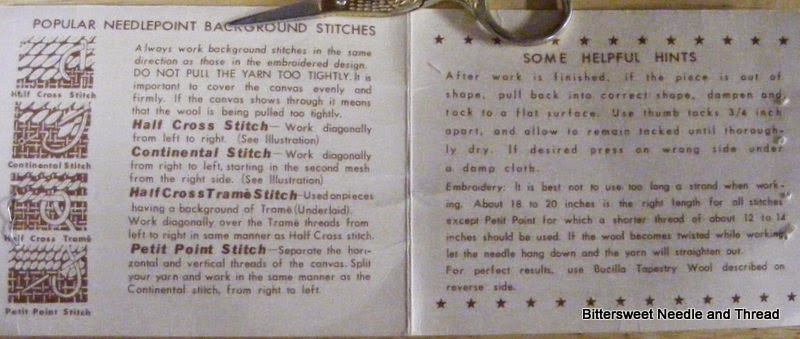 POPULAR NEEDLEPOINT BACKGROUND STITCHES
Half Cross Stitch
Continental Stitch
Half Cross Tramé
Petit Point Stitch
Always work background stitches in the same
direction as those in the embroidered design.
DO NOT PULL THE YARN TOO TIGHTLY. It is
important to cover the canvas evenly and
firmly. If the canvas shows through it means
that the wool is being pulled too tightly.
Half Cross Stitch — Work diagonally
from left to right. (See Illustration)
Continental Stitch — Work diagonally
from right to left, starting in the second mesh
from the right side. (See Illustration)
Half Cross Tramé Stitch — Used on pieces
having a background of Tramé (Underlaid).
Work diagonally over the Tramé threads from
left to right in same manner as Half Cross stitch.
Petit Point Stitch — Separate the hori-
zontal and vertical threads of the canvas. Split
your yarn and work in the same manner as the
Continental stitch, from right to left.
SOME HELPFUL HINTS
After work is finished, if the piece is out of
shape, pull back into correct shape, dampen and
tack to a flat surface. Use thumb tacks 3/4 inch
apart, and allow to remain tacked until thorough-
ly dry. If desired press on wrong side under
a damp cloth.
Embroidery: It is best not to use too long a strand when work-
ing. About 18 to 20 inches is the right length for all stitches
except Petit Point for which a shorter thread of about 12 to 14
inches should be used. If the wool becomes twisted while working,
let the needle hang down and the yarn will straighten out.
For perfect results, use Bucilla Tapestry Wool described on
reverse side.
Bittersweet Needle and Thread